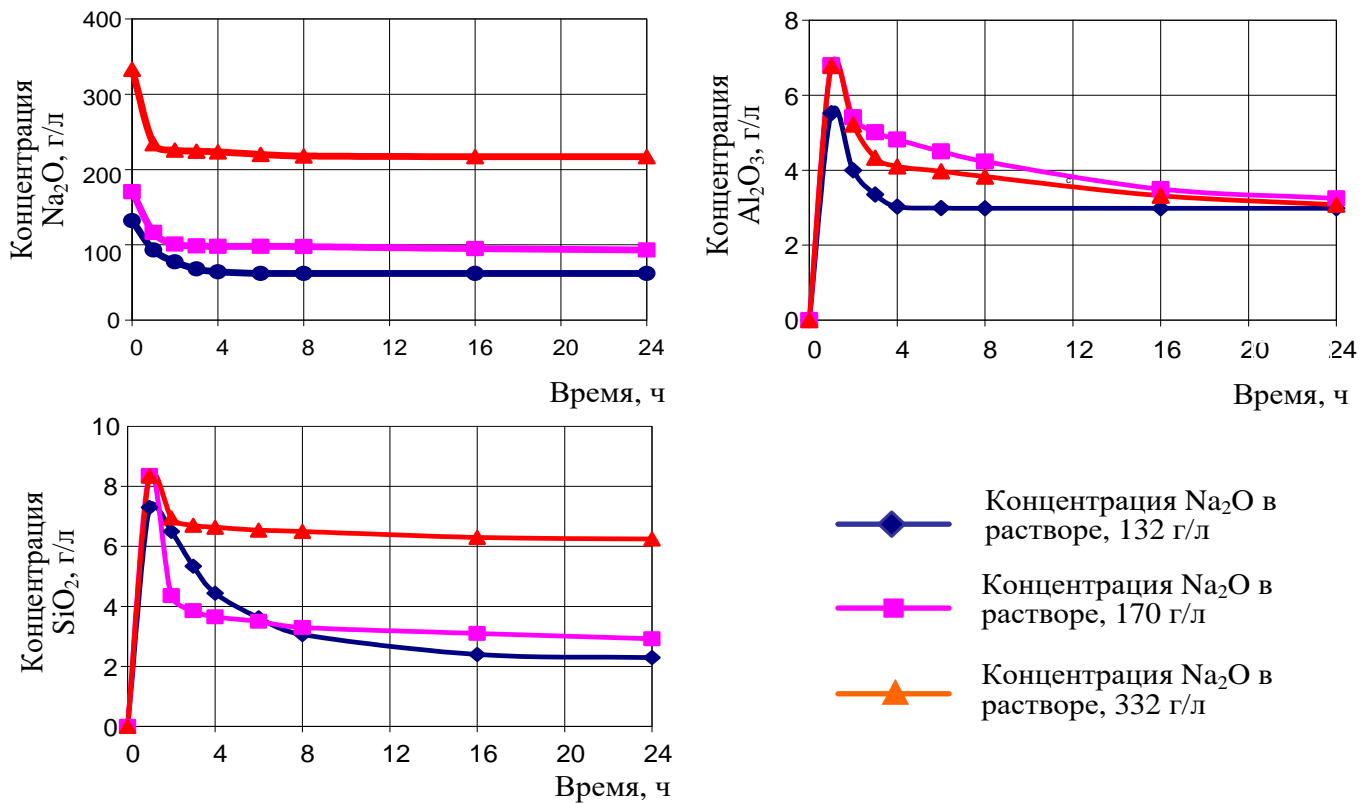 Концентрация
Na₂O, г/л
400
300
200
100
0
0 4 8 12 16 20 24
Время, ч
Концентрация
Al₂O₃, г/л
8
6
4
2
0
0 4 8 12 16 20 24
Время, ч
Концентрация
SiO₂, г/л
10
8
6
4
2
0
0 4 8 12 16 20 24
Время, ч
Концентрация Na₂O в
растворе, 132 г/л
Концентрация Na₂O в
растворе, 170 г/л
Концентрация Na₂O в
растворе, 332 г/л